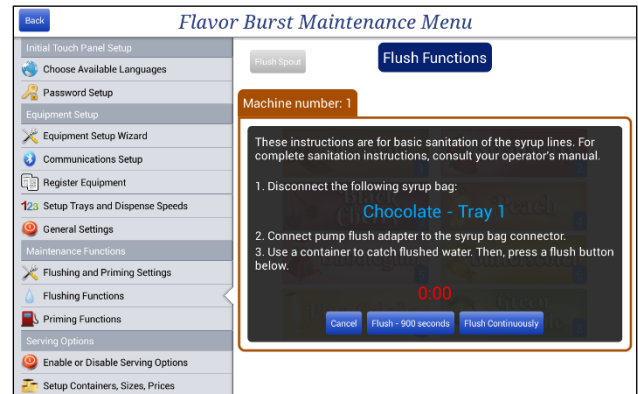 Back
Flavor Burst Maintenance Menu
Initial Touch Panel Setup
Choose Available Languages
Password Setup
Equipment Setup
Equipment Setup Wizard
Communications Setup
Register Equipment
123 Setup Trays and Dispense Speeds
General Settings
Maintenance Functions
Flushing and Priming Settings
Flushing Functions
Priming Functions
Serving Options
Enable or Disable Serving Options
Setup Containers, Sizes, Prices
Flush Spout
Flush Functions
Machine number: 1
These instructions are for basic sanitation of the syrup lines. For
complete sanitation instructions, consult your operator's manual.
1. Disconnect the following syrup bag:
Chocolate - Tray 1
2. Connect pump flush adapter to the syrup bag connector.
3. Use a container to catch flushed water. Then, press a flush button
below.
0:00
Cancel Flush - 900 seconds Flush Continuously